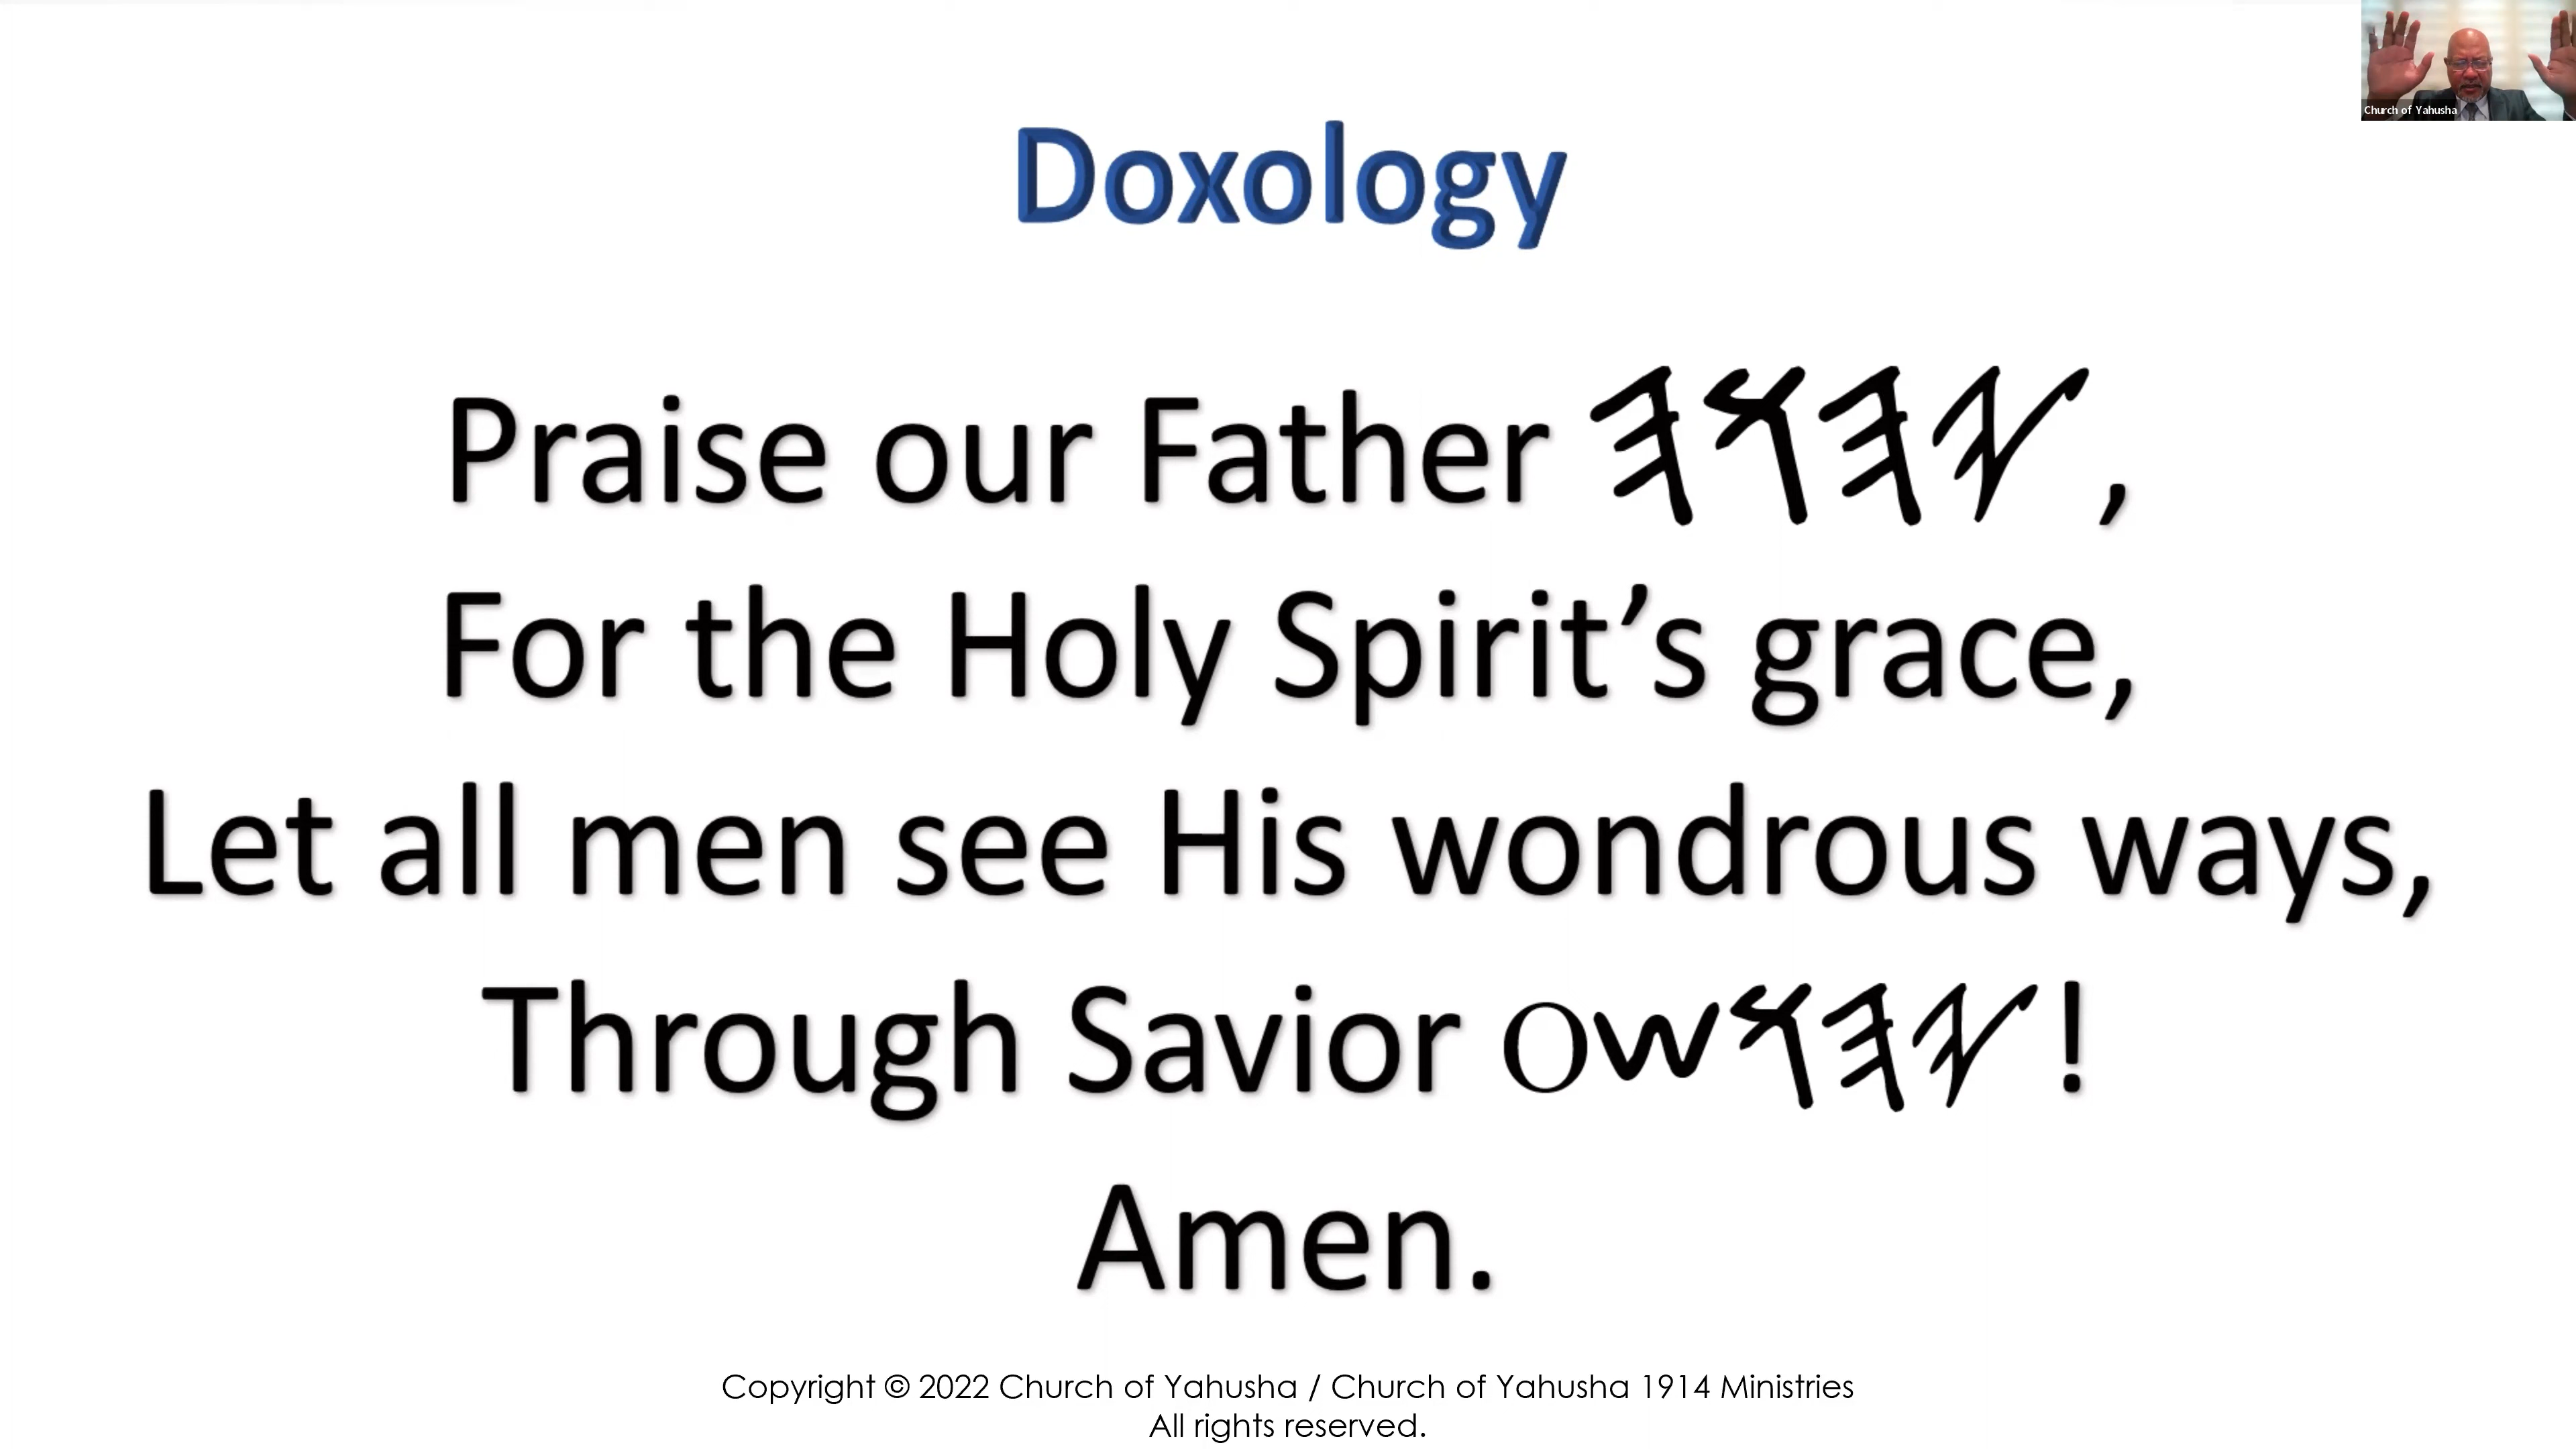 Church of Yahusha
Doxology
Praise our Father 𐤉𐤄𐤅𐤄,
For the Holy Spirit’s grace,
Let all men see His wondrous ways,
Through Savior 𐤉𐤄𐤅𐤔𐤏!
Amen.
Copyright © 2022 Church of Yahusha / Church of Yahusha 1914 Ministries
All rights reserved.